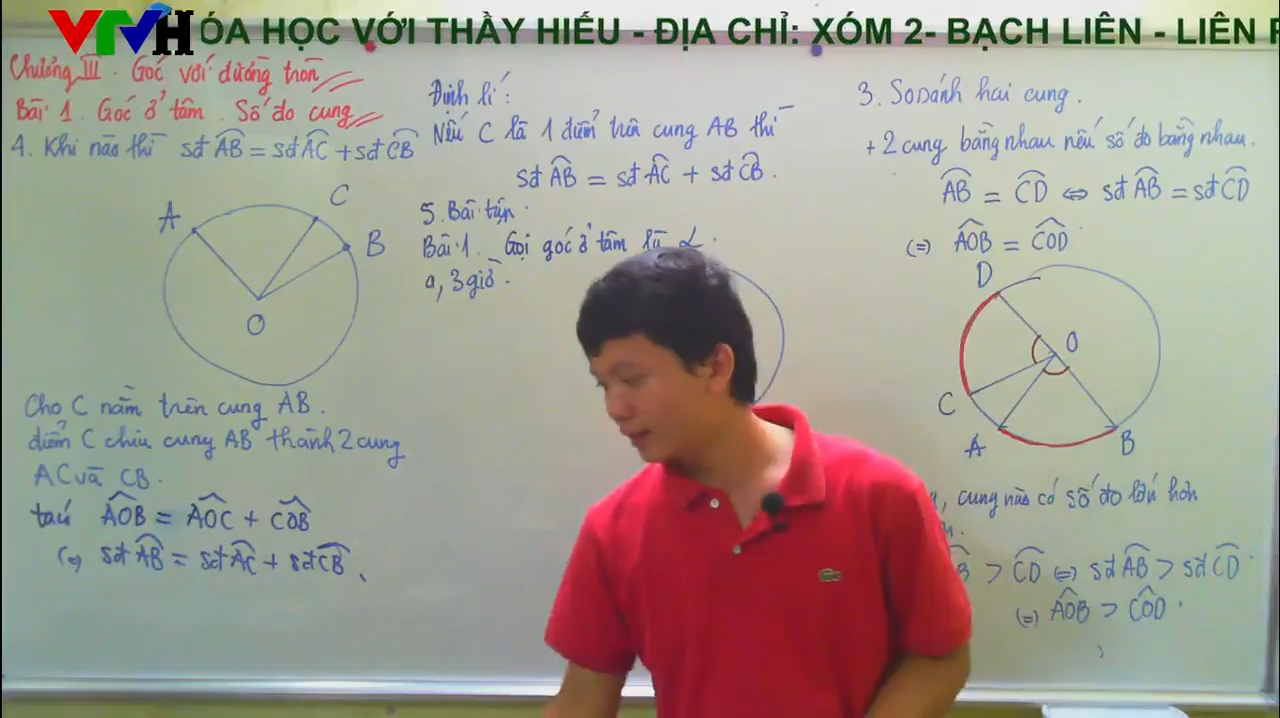 VTVH ÓA HỌC VỚI THẦY HIẾU - ĐỊA CHỈ: XÓM 2- BẠCH LIÊN - LIÊN
Chương III. Góc với đường tròn
Bài 1. Góc ở tâm. Số đo cung
4. Khi nào thì sđ AB = sđ AC + sđ CB
A
C
B
O
Cho C nằm trên cung AB.
điểm C chia cung AB thành 2 cung
AC và CB.
ta có AOB = AOC + COB
(=) sđ AB = sđ AC + sđ CB
Định lí:
Nếu C là 1 điểm trên cung AB thì
sđ AB = sđ AC + sđ CB.
5. Bài tập.
Bài 1. Gọi góc ở tâm là α.
a, 3 giờ.
3. So sánh hai cung.
+ 2 cung bằng nhau nếu số đo bằng nhau.
AB = CD ⇔ sđ AB = sđ CD
(=) AOB = COD
D
O
C
A
B
, cung nào có số đo lớn hơn
> CD (=) sđ AB > sđ CD
(=) AOB > COD.